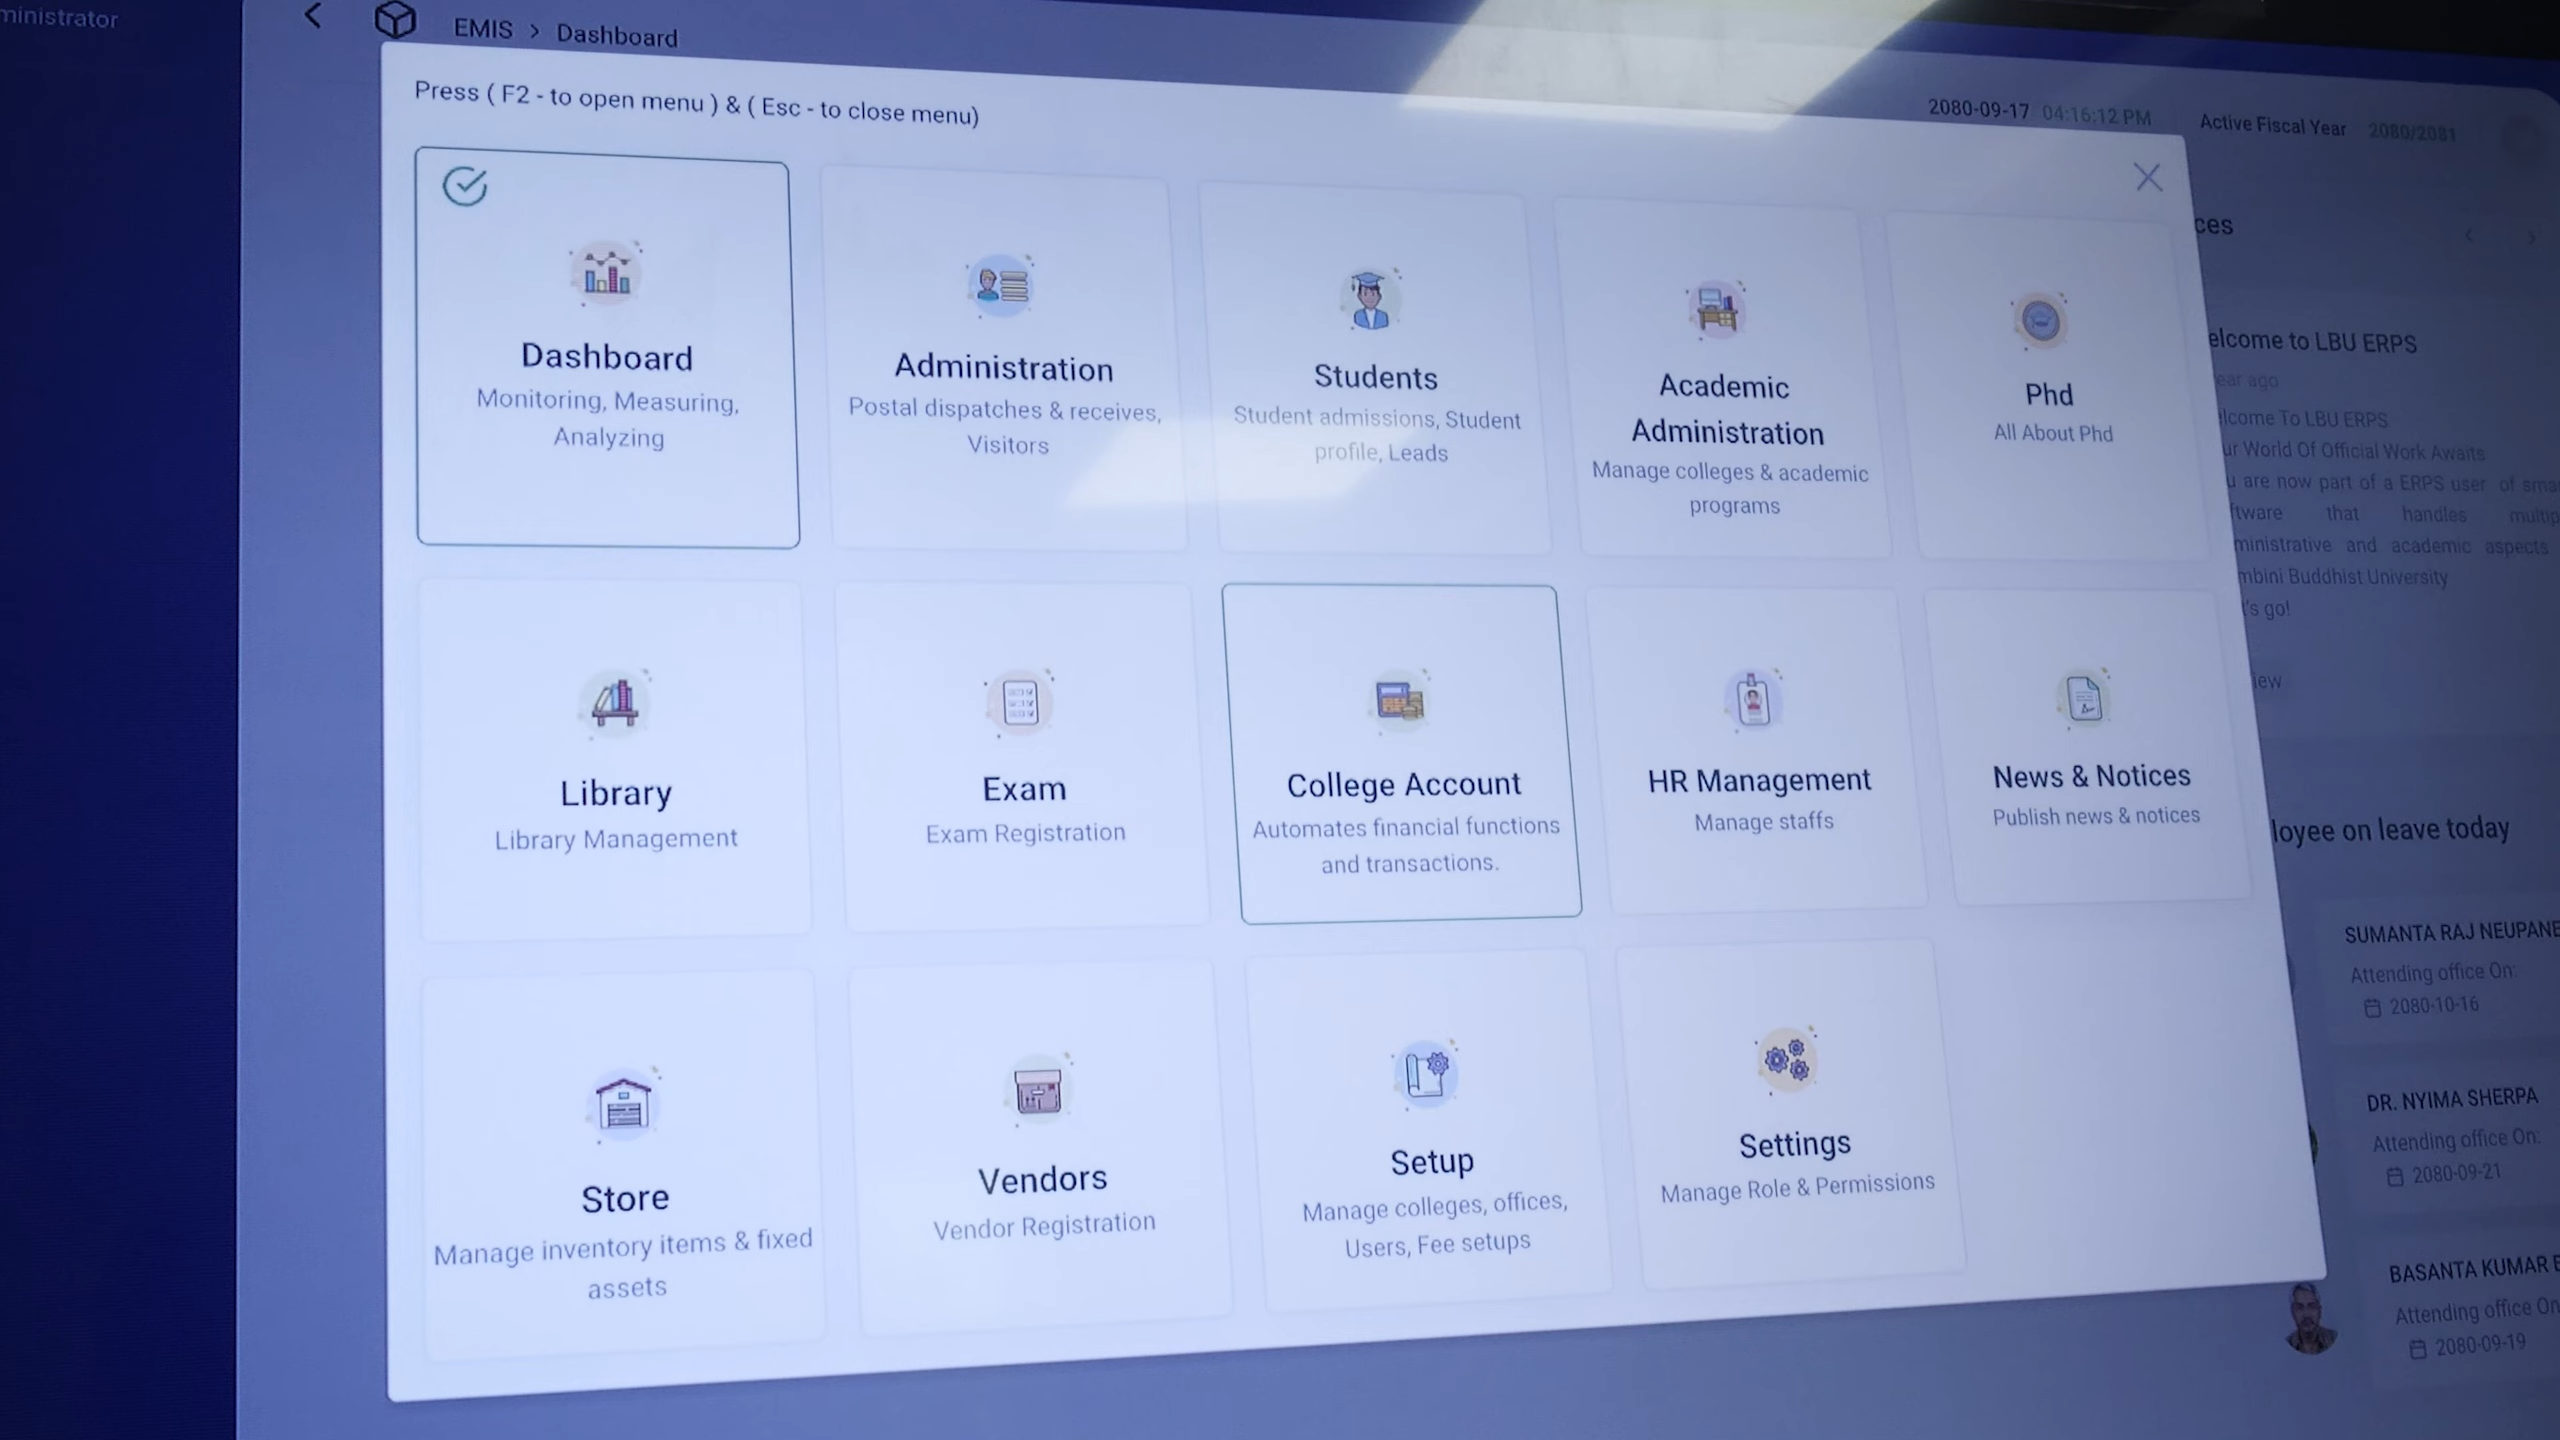 ministrator
EMIS > Dashboard
Press ( F2 - to open menu ) & ( Esc - to close menu)
2080-09-17 04:16:12 PM
Active Fiscal Year 2080/2081
Dashboard
Monitoring, Measuring,
Analyzing
Administration
Postal dispatches & receives,
Visitors
Students
Student admissions, Student
profile, Leads
Academic
Administration
Manage colleges & academic
programs
Phd
All About Phd
Library
Library Management
Exam
Exam Registration
College Account
Automates financial functions
and transactions.
HR Management
Manage staffs
News & Notices
Publish news & notices
Store
Manage inventory items & fixed
assets
Vendors
Vendor Registration
Setup
Manage colleges, offices,
Users, Fee setups
Settings
Manage Role & Permissions
ces
elcome to LBU ERPS
ear ago
lcome To LBU ERPS
ur World Of Official Work Awaits
u are now part of a ERPS user of sma
ftware that handles multip
ministrative and academic aspects
mbini Buddhist University
t's go!
iew
loyee on leave today
SUMANTA RAJ NEUPANE
Attending office On:
2080-10-16
DR. NYIMA SHERPA
Attending office On:
2080-09-21
BASANTA KUMAR
Attending office On
2080-09-19